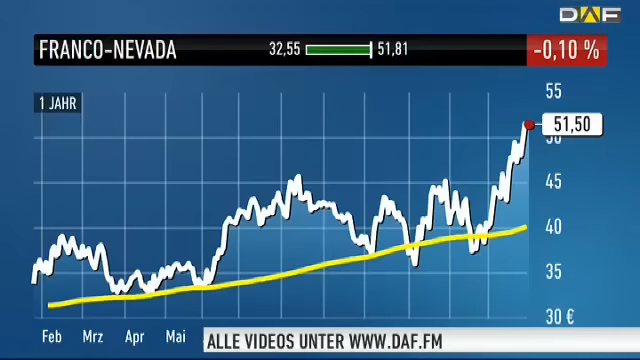 DAF
FRANCO-NEVADA 32,55 51,81 -0,10 %
1 JAHR
55
51,50
50
45
40
35
30 €
Feb Mrz Apr Mai
ALLE VIDEOS UNTER WWW.DAF.FM